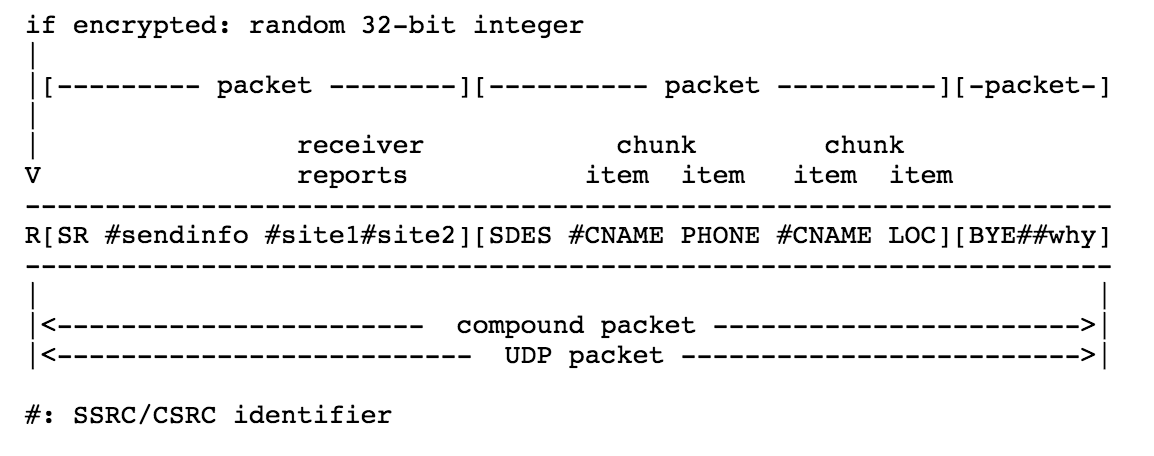 if encrypted: random 32-bit integer
|
|[--------- packet --------][---------- packet ----------][-packet-]
|
|                receiver            chunk        chunk
V                reports           item  item   item  item
--------------------------------------------------------------------
R[SR #sendinfo #site1#site2][SDES #CNAME PHONE #CNAME LOC][BYE##why]
--------------------------------------------------------------------
|                                                                  |
|<-----------------------  compound packet ----------------------->|
|<--------------------------  UDP packet ------------------------->|

#: SSRC/CSRC identifier